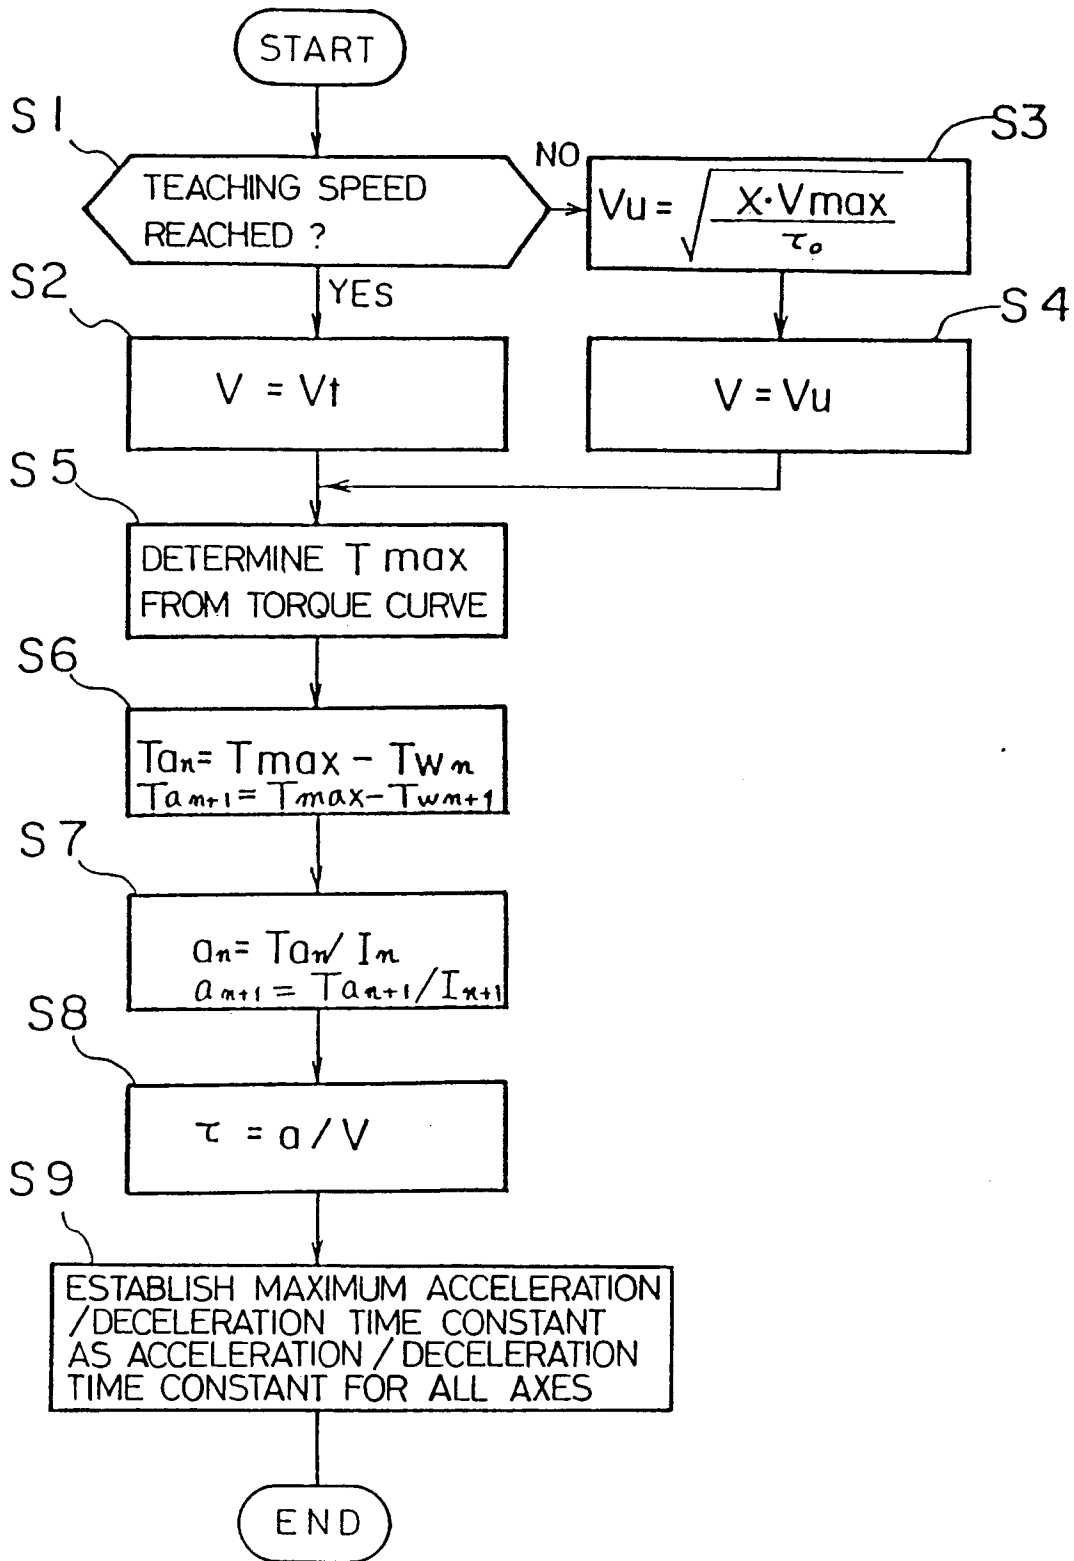 START
S1
TEACHING SPEED
REACHED ?
NO
YES
S3
Vu = √(X·Vmax / τ₀)
S2
V = Vt
S4
V = Vu
S5
DETERMINE T max
FROM TORQUE CURVE
S6
Taₙ = Tmax – Twₙ
Taₙ₊₁ = Tmax – Twₙ₊₁
S7
aₙ = Taₙ / Iₙ
aₙ₊₁ = Taₙ₊₁ / Iₙ₊₁
S8
τ = a / V
S9
ESTABLISH MAXIMUM ACCELERATION
/DECELERATION TIME CONSTANT
AS ACCELERATION / DECELERATION
TIME CONSTANT FOR ALL AXES
END